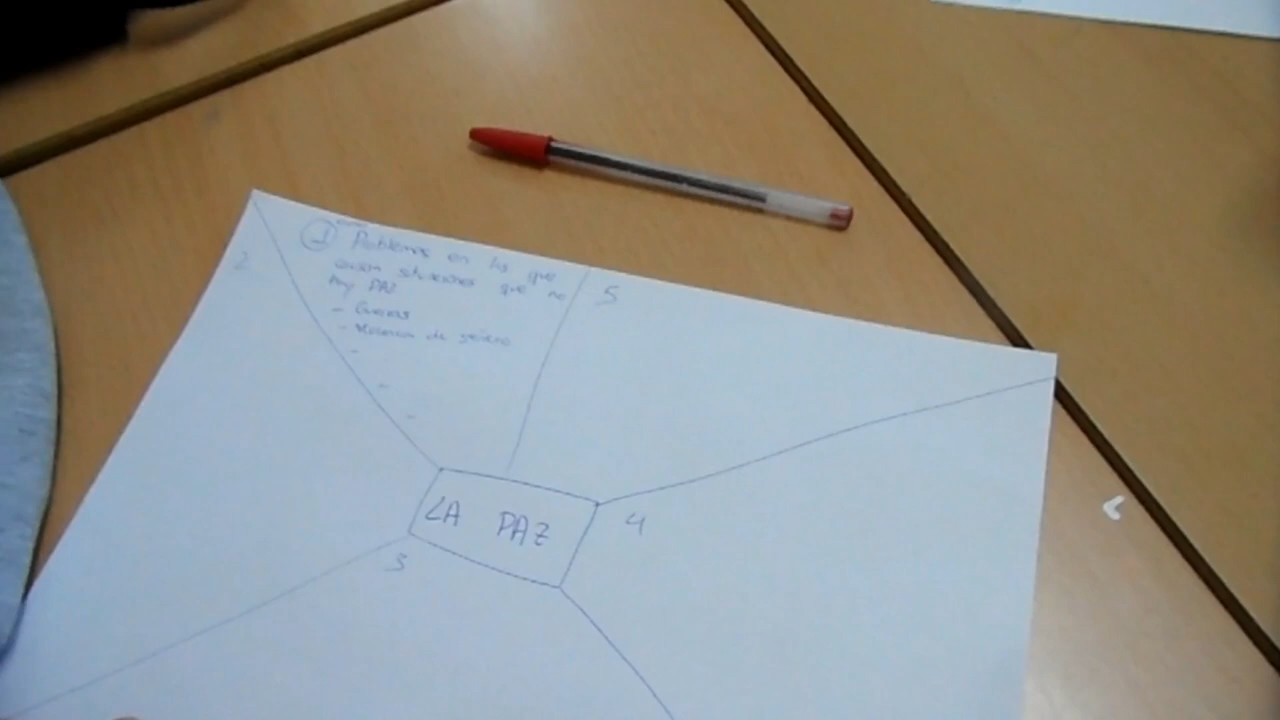 1 Problemas en los que
existen situaciones que no
hay PAZ
- Guerras
- Violencia de género
-
-
-
2
5
LA PAZ
4
3